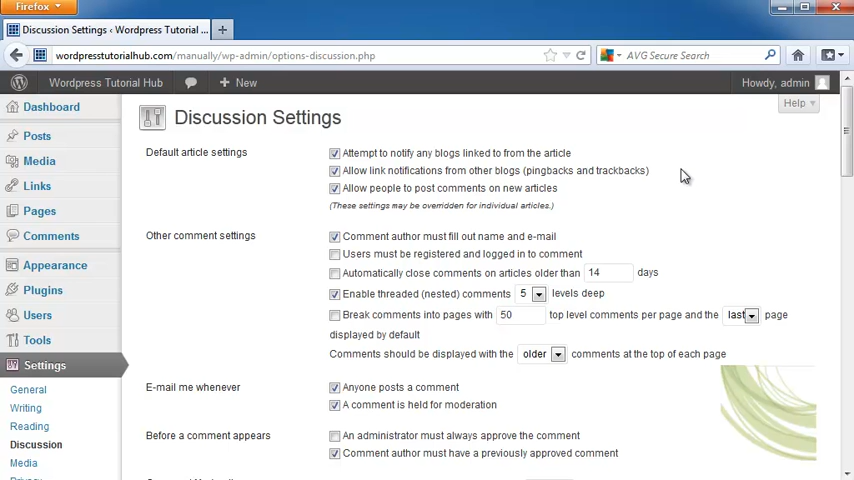 Firefox
Discussion Settings ‹ Wordpress Tutorial ...
wordpresstutorialhub.com/manually/wp-admin/options-discussion.php
AVG Secure Search
Wordpress Tutorial Hub
New
Howdy, admin
Help
Dashboard
Posts
Media
Links
Pages
Comments
Appearance
Plugins
Users
Tools
Settings
General
Writing
Reading
Discussion
Media
Discussion Settings
Default article settings
Attempt to notify any blogs linked to from the article
Allow link notifications from other blogs (pingbacks and trackbacks)
Allow people to post comments on new articles
(These settings may be overridden for individual articles.)
Other comment settings
Comment author must fill out name and e-mail
Users must be registered and logged in to comment
Automatically close comments on articles older than 14 days
Enable threaded (nested) comments 5 levels deep
Break comments into pages with 50 top level comments per page and the last page
displayed by default
Comments should be displayed with the older comments at the top of each page
E-mail me whenever
Anyone posts a comment
A comment is held for moderation
Before a comment appears
An administrator must always approve the comment
Comment author must have a previously approved comment